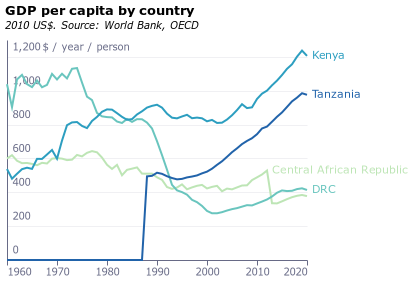 GDP per capita by country
2010 US$. Source: World Bank, OECD
1,200 $ / year / person
1,000
800
600
400
200
0
Kenya
Tanzania
Central African Republic
DRC
1960 1970 1980 1990 2000 2010 2020